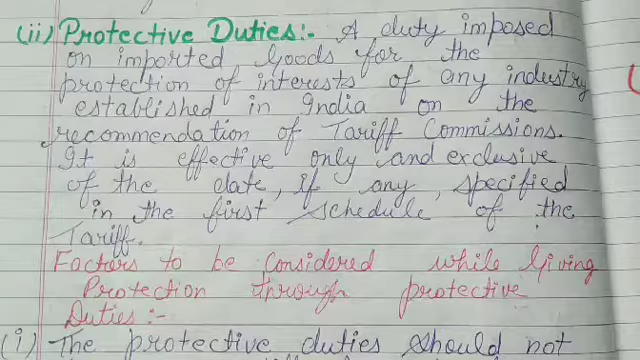 (ii) Protective Duties:- A duty imposed
on imported goods for the
protection of interests of any industry
established in India on the
recommendation of Tariff Commissions.
It is effective only and exclusive
of the date, if any, specified
in the first schedule of the
Tariff.
Factors to be Considered while Giving
Protection through protective
Duties :-
(i) The protective duties should not